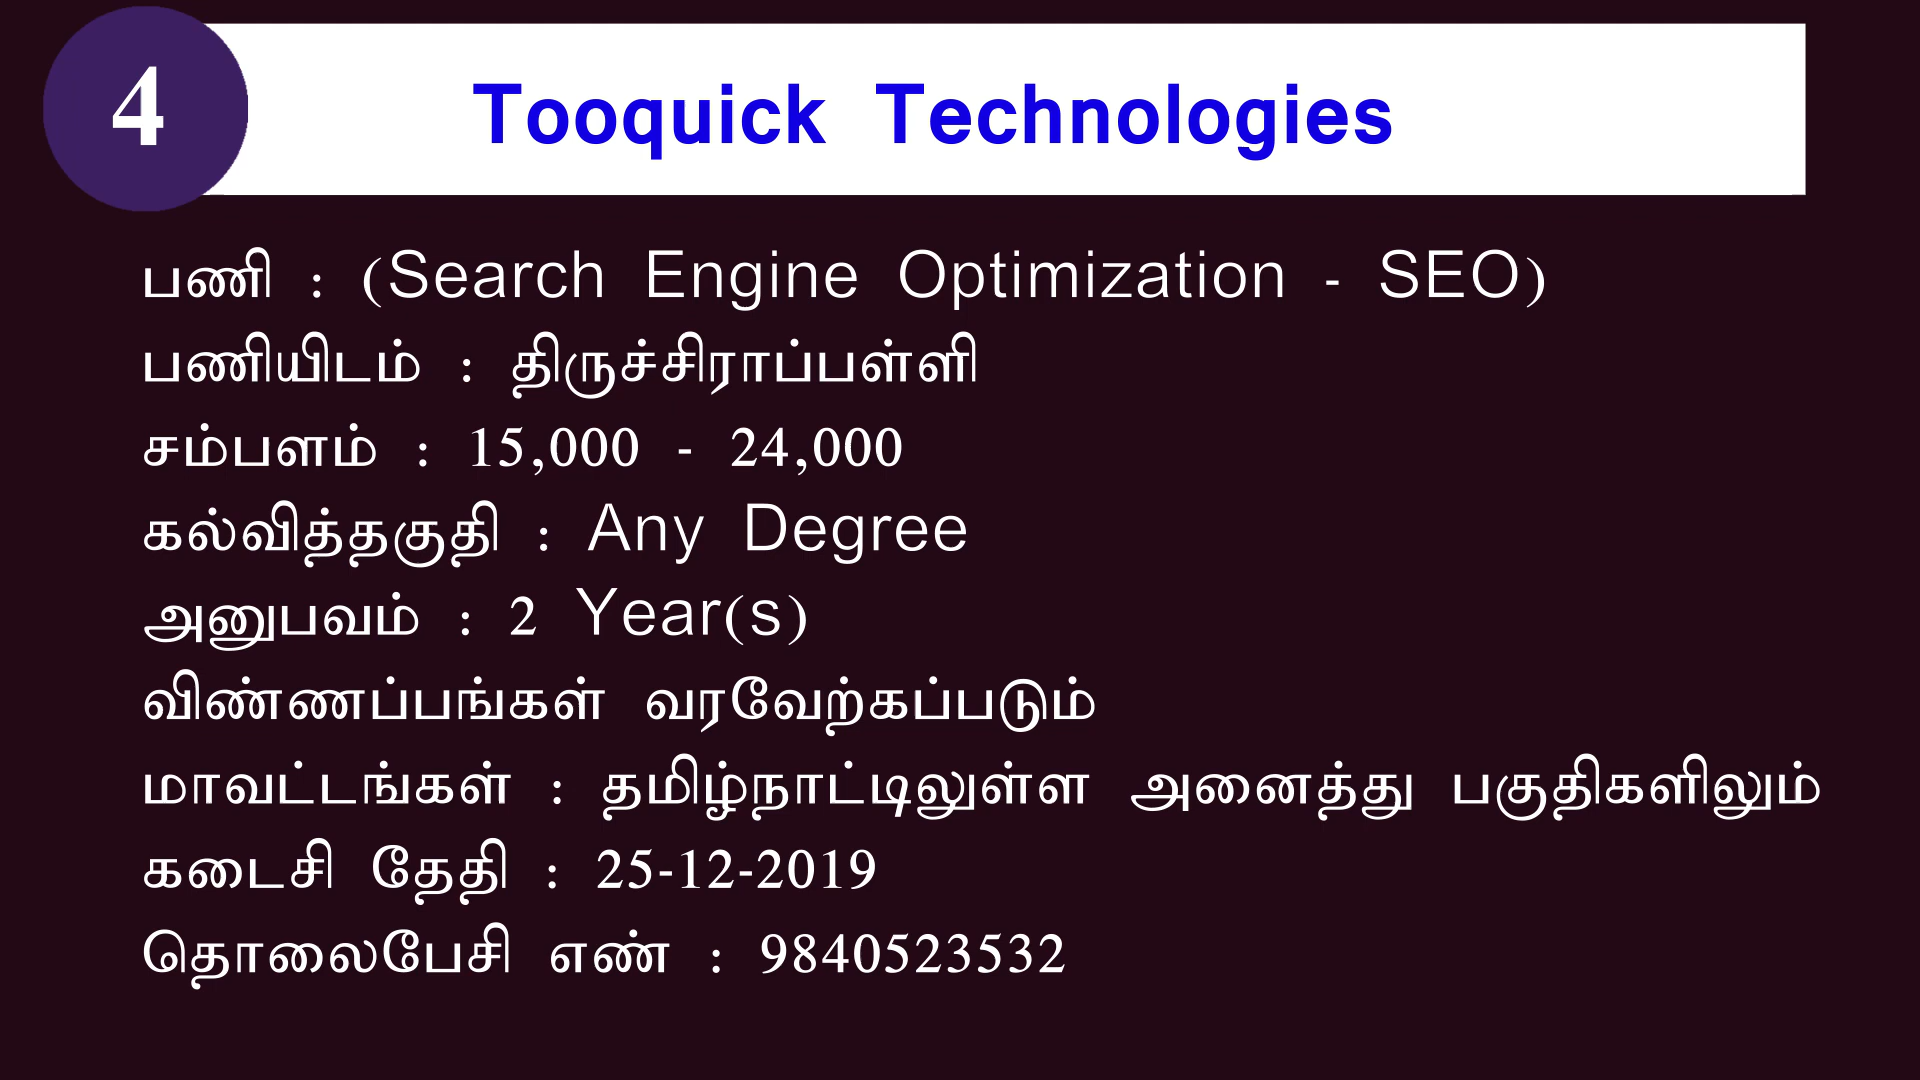 4
Tooquick Technologies
பணி : (Search Engine Optimization - SEO)
பணியிடம் : திருச்சிராப்பள்ளி
சம்பளம் : 15,000 - 24,000
கல்வித்தகுதி : Any Degree
அனுபவம் : 2 Year(s)
விண்ணப்பங்கள் வரவேற்கப்படும்
மாவட்டங்கள் : தமிழ்நாட்டிலுள்ள அனைத்து பகுதிகளிலும்
கடைசி தேதி : 25-12-2019
தொலைபேசி எண் : 9840523532